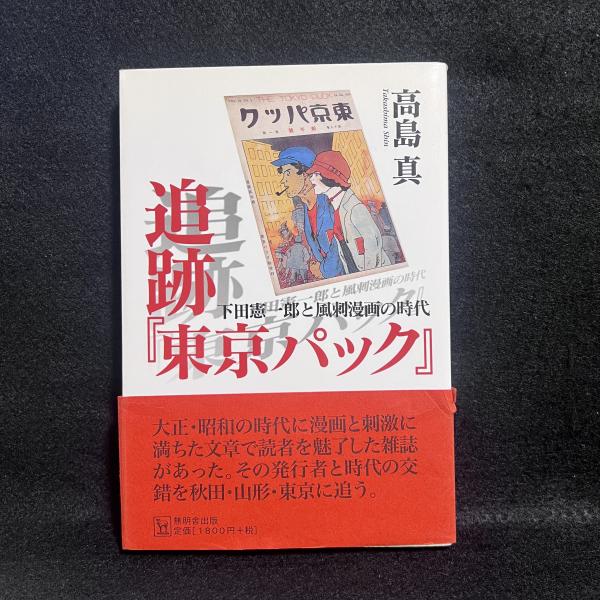 高島 真
Takashima Shin
THE TOKYO PUCK
東京パック
追跡
『東京パック』
下田憲一郎と風刺漫画の時代
大正・昭和の時代に漫画と刺激に
満ちた文章で読者を魅了した雑誌
があった。その発行者と時代の交
錯を秋田・山形・東京に追う。
無明舎出版
定価[1800円+税]